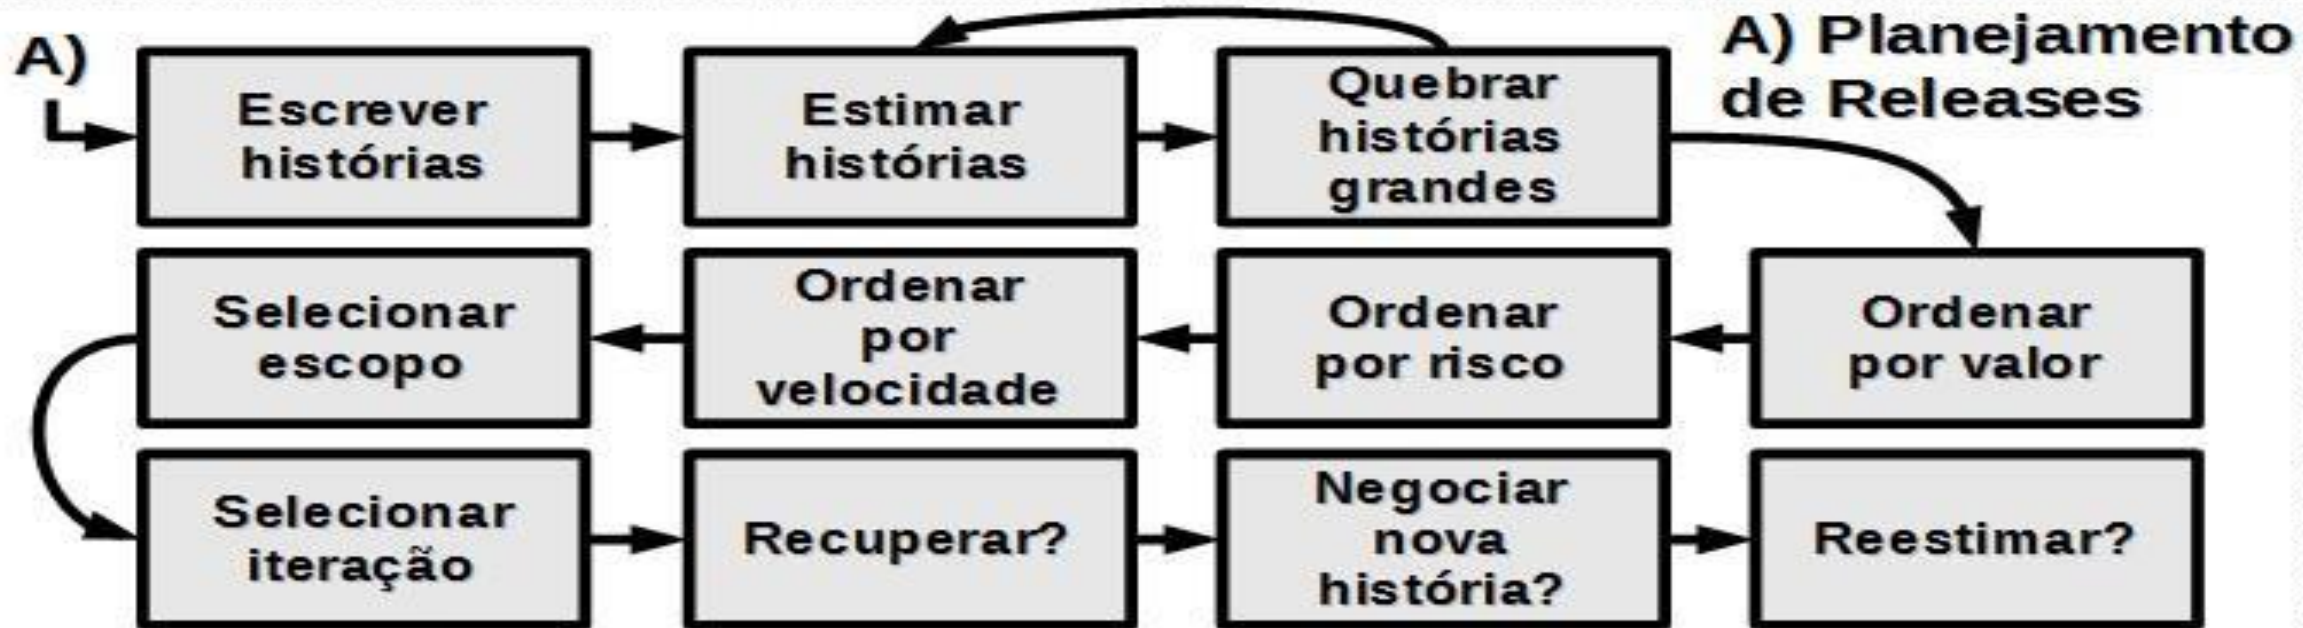 A)
Escrever
histórias
Estimar
histórias
Quebrar
histórias
grandes
A) Planejamento
de Releases
Selecionar
escopo
Ordenar
por
velocidade
Ordenar
por risco
Ordenar
por valor
Selecionar
iteração
Recuperar?
Negociar
nova
história?
Reestimar?